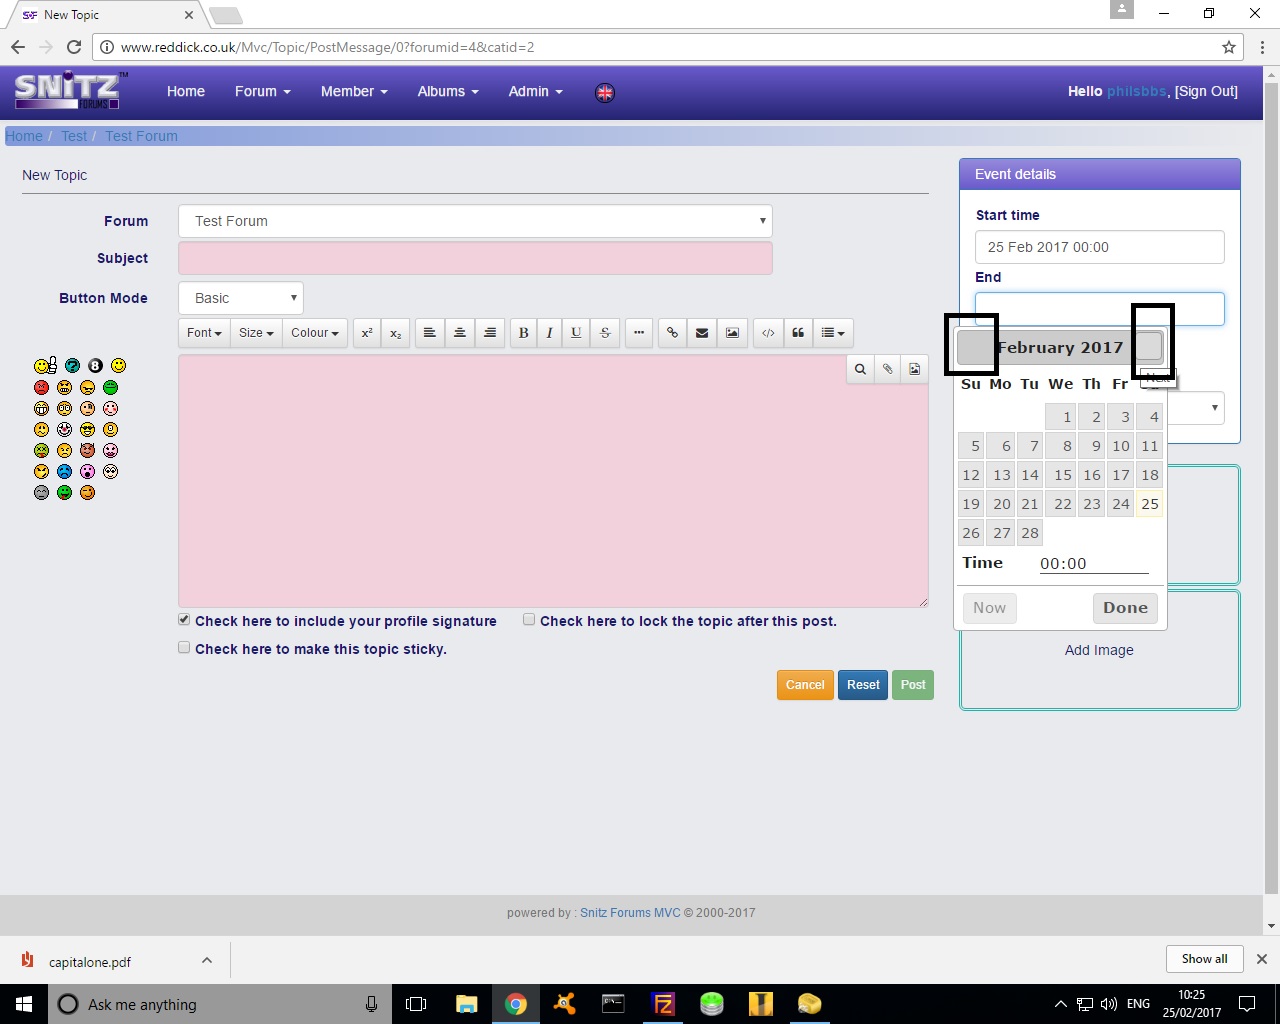 New Topic
www.reddick.co.uk/Mvc/Topic/PostMessage/0?forumid=4&catid=2
SNITZ FORUMS TM
Home Forum Member Albums Admin
Hello philsbbs, [Sign Out]
Home / Test / Test Forum
New Topic
Forum Test Forum
Subject
Button Mode Basic
Font Size Colour x² x₂ B I U S
Check here to include your profile signature
Check here to lock the topic after this post.
Check here to make this topic sticky.
Cancel Reset Post
Event details
Start time
25 Feb 2017 00:00
End
February 2017
Next
Su Mo Tu We Th Fr
1 2 3 4
5 6 7 8 9 10 11
12 13 14 15 16 17 18
19 20 21 22 23 24 25
26 27 28
Time 00:00
Now Done
Add Image
powered by : Snitz Forums MVC © 2000-2017
capitalone.pdf
Show all
Ask me anything
ENG
10:25
25/02/2017